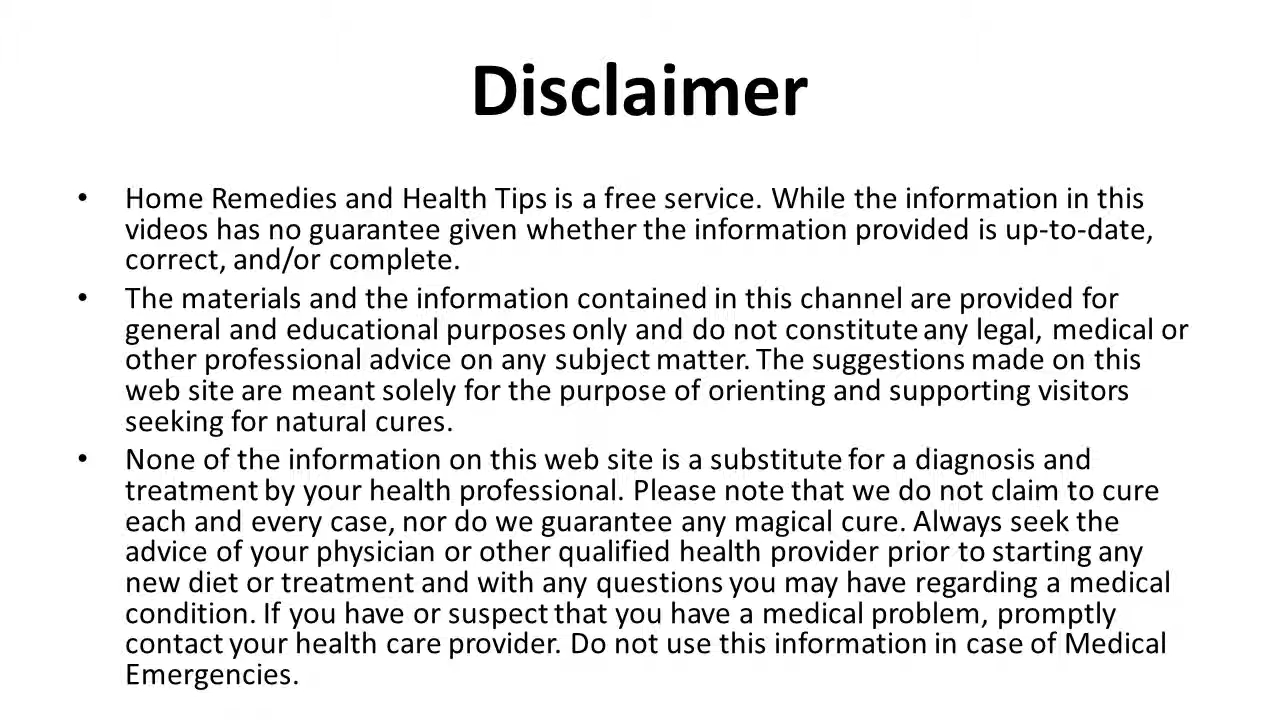 Disclaimer
• Home Remedies and Health Tips is a free service. While the information in this
videos has no guarantee given whether the information provided is up-to-date,
correct, and/or complete.
• The materials and the information contained in this channel are provided for
general and educational purposes only and do not constitute any legal, medical or
other professional advice on any subject matter. The suggestions made on this
web site are meant solely for the purpose of orienting and supporting visitors
seeking for natural cures.
• None of the information on this web site is a substitute for a diagnosis and
treatment by your health professional. Please note that we do not claim to cure
each and every case, nor do we guarantee any magical cure. Always seek the
advice of your physician or other qualified health provider prior to starting any
new diet or treatment and with any questions you may have regarding a medical
condition. If you have or suspect that you have a medical problem, promptly
contact your health care provider. Do not use this information in case of Medical
Emergencies.